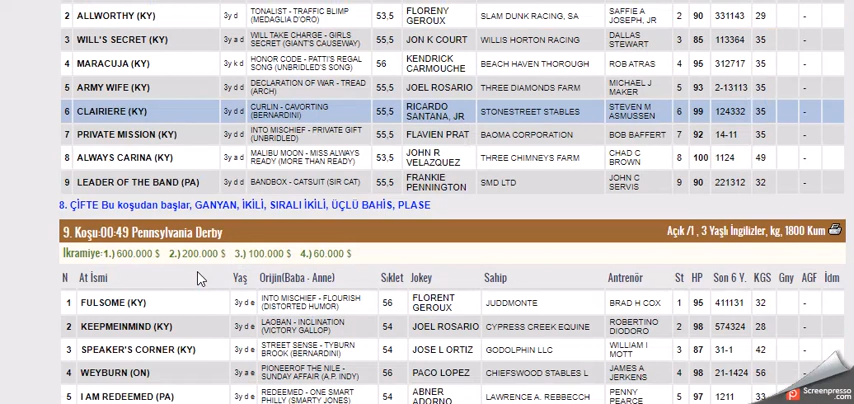 2 ALLWORTHY (KY) 3y d d TONALIST - TRAFFIC BLIMP (MEDAGLIA D'ORO) 53,5 FLORENY GEROUX SLAM DUNK RACING, SA SAFFIE A JOSEPH, JR 2 90 331143 29 -
3 WILL'S SECRET (KY) 3y a d WILL TAKE CHARGE - GIRLS SECRET (GIANT'S CAUSEWAY) 55,5 JON K COURT WILLIS HORTON RACING DALLAS STEWART 3 85 113364 35 -
4 MARACUJA (KY) 3y k d HONOR CODE - PATTI'S REGAL SONG (UNBRIDLED'S SONG) 56 KENDRICK CARMOUCHE BEACH HAVEN THOROUGH ROB ATRAS 4 95 312717 35 -
5 ARMY WIFE (KY) 3y d d DECLARATION OF WAR - TREAD (ARCH) 55,5 JOEL ROSARIO THREE DIAMONDS FARM MICHAEL J MAKER 5 93 2-13113 35 -
6 CLAIRIERE (KY) 3y d d CURLIN - CAVORTING (BERNARDINI) 55,5 RICARDO SANTANA, JR STONESTREET STABLES STEVEN M ASMUSSEN 6 99 124332 35 -
7 PRIVATE MISSION (KY) 3y d d INTO MISCHIEF - PRIVATE GIFT (UNBRIDLED) 55,5 FLAVIEN PRAT BAOMA CORPORATION BOB BAFFERT 7 92 14-11 35 -
8 ALWAYS CARINA (KY) 3y a d MALIBU MOON - MISS ALWAYS READY (MORE THAN READY) 53,5 JOHN R VELAZQUEZ THREE CHIMNEYS FARM CHAD C BROWN 8 100 1124 49 -
9 LEADER OF THE BAND (PA) 3y d d BANDBOX - CATSUIT (SIR CAT) 55,5 FRANKIE PENNINGTON SMD LTD JOHN C SERVIS 9 90 221312 32 -
8. ÇİFTE Bu koşudan başlar, GANYAN, İKİLİ, SIRALI İKİLİ, ÜÇLÜ BAHİS, PLASE
9. Koşu:00:49 Pennsylvania Derby Açık /1 , 3 Yaşlı İngilizler, kg, 1800 Kum
İkramiye: 1.) 600.000 $ 2.) 200.000 $ 3.) 100.000 $ 4.) 60.000 $
N At İsmi Yaş Orijin(Baba - Anne) Sıklet Jokey Sahip Antrenör St HP Son 6 Y. KGS Gny AGF İdm
1 FULSOME (KY) 3y d e INTO MISCHIEF - FLOURISH (DISTORTED HUMOR) 56 FLORENT GEROUX JUDDMONTE BRAD H COX 1 95 411131 32 -
2 KEEPMEINMIND (KY) 3y d e LAOBAN - INCLINATION (VICTORY GALLOP) 54 JOEL ROSARIO CYPRESS CREEK EQUINE ROBERTINO DIODORO 2 98 574324 28 -
3 SPEAKER'S CORNER (KY) 3y d e STREET SENSE - TYBURN BROOK (BERNARDINI) 54 JOSE L ORTIZ GODOLPHIN LLC WILLIAM I MOTT 3 87 31-1 42 -
4 WEYBURN (ON) 3y a e PIONEEROF THE NILE - SUNDAY AFFAIR (A.P. INDY) 56 PACO LOPEZ CHIEFSWOOD STABLES L JAMES A JERKENS 4 98 21-1424 56
5 I AM REDEEMED (PA) 3y d e REDEEMED - ONE SMART PHILLY (SMARTY JONES) 54 ABNER ADORNO LAWRENCE A. REBBECCH PENNY PEARCE 5 97 1211 33
Screenpresso.com